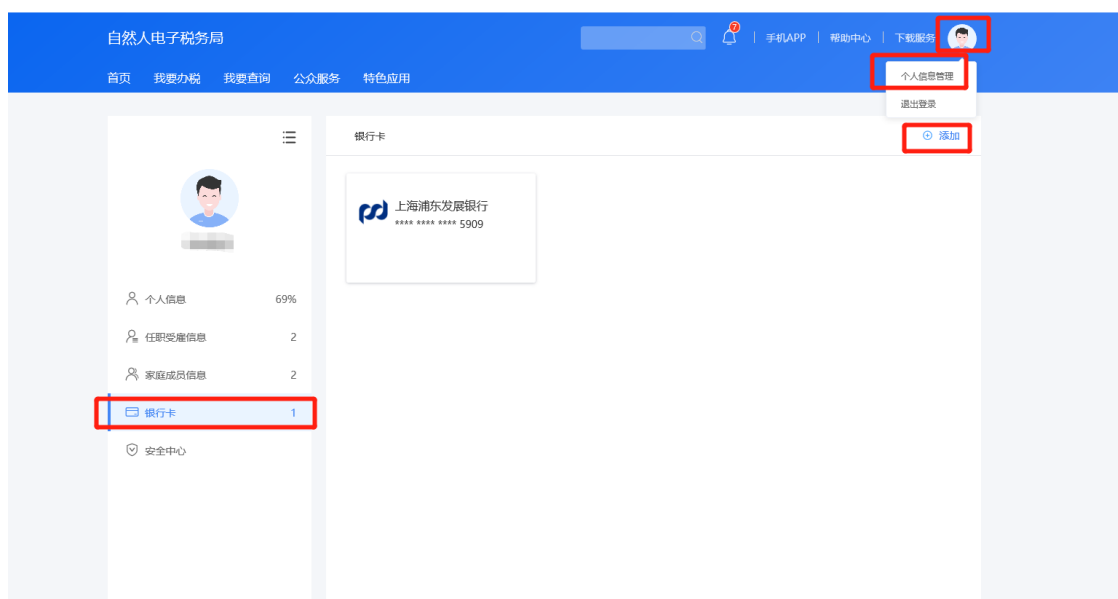 自然人电子税务局
7
手机APP | 帮助中心 | 下载服务
首页 我要办税 我要查询 公众服务 特色应用
个人信息管理
退出登录
银行卡
添加
上海浦东发展银行
**** **** **** 5909
个人信息 69%
任职受雇信息 2
家庭成员信息 2
银行卡 1
安全中心